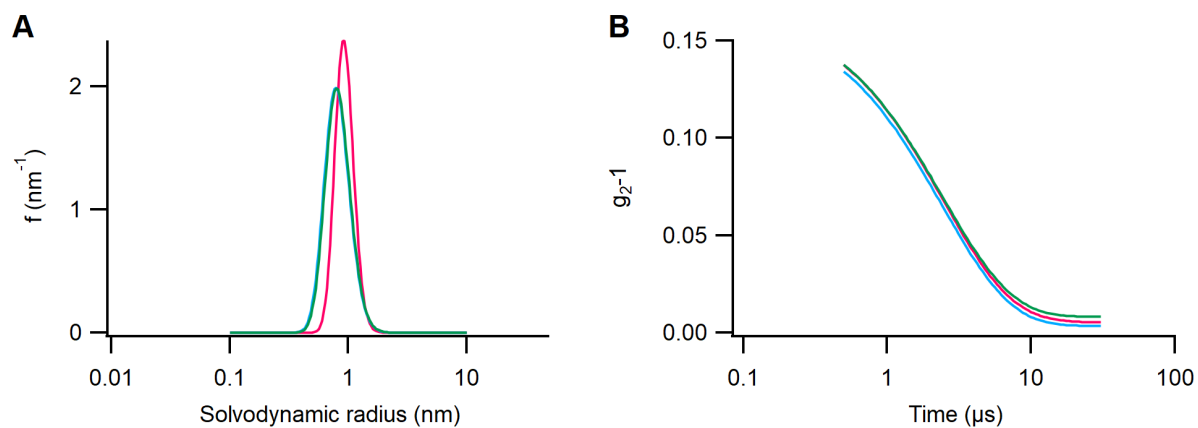 A
f (nm⁻¹)
2
1
0
0.01 0.1 1 10
Solvodynamic radius (nm)
B
g₂-1
0.15
0.10
0.05
0.00
0.1 1 10 100
Time (µs)